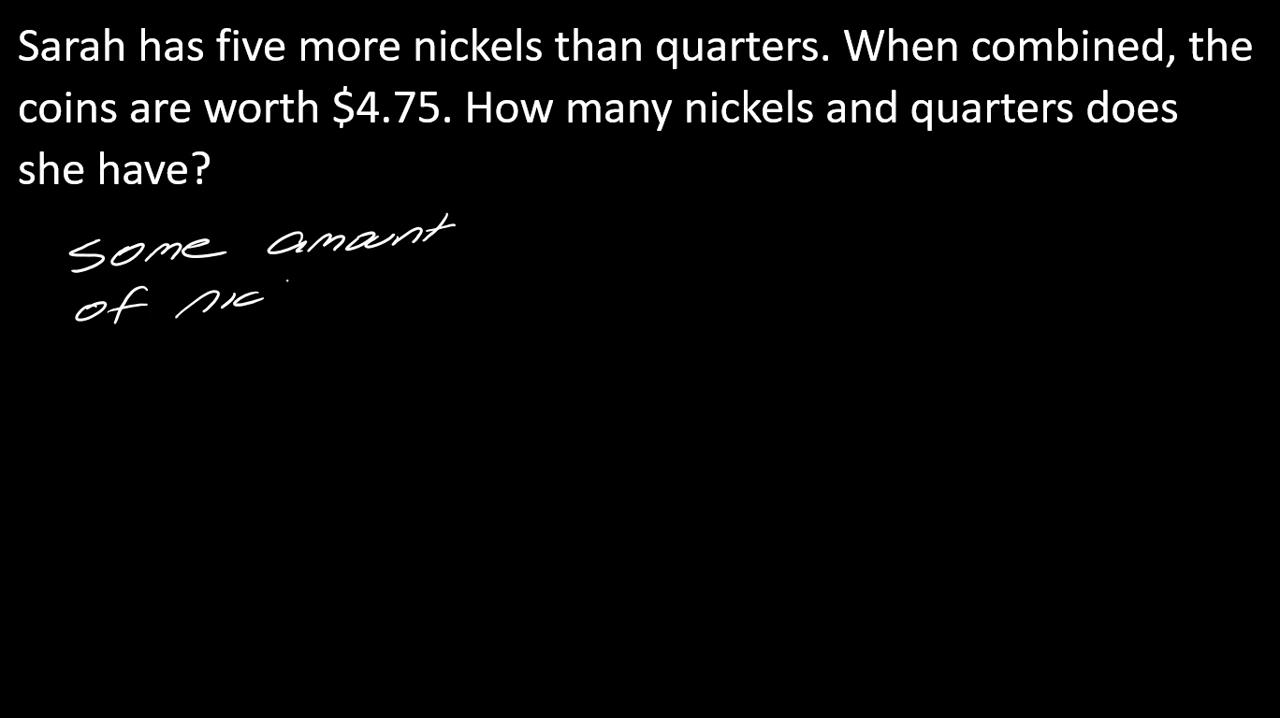 Sarah has five more nickels than quarters. When combined, the
coins are worth $4.75. How many nickels and quarters does
she have?
some amount
of nic